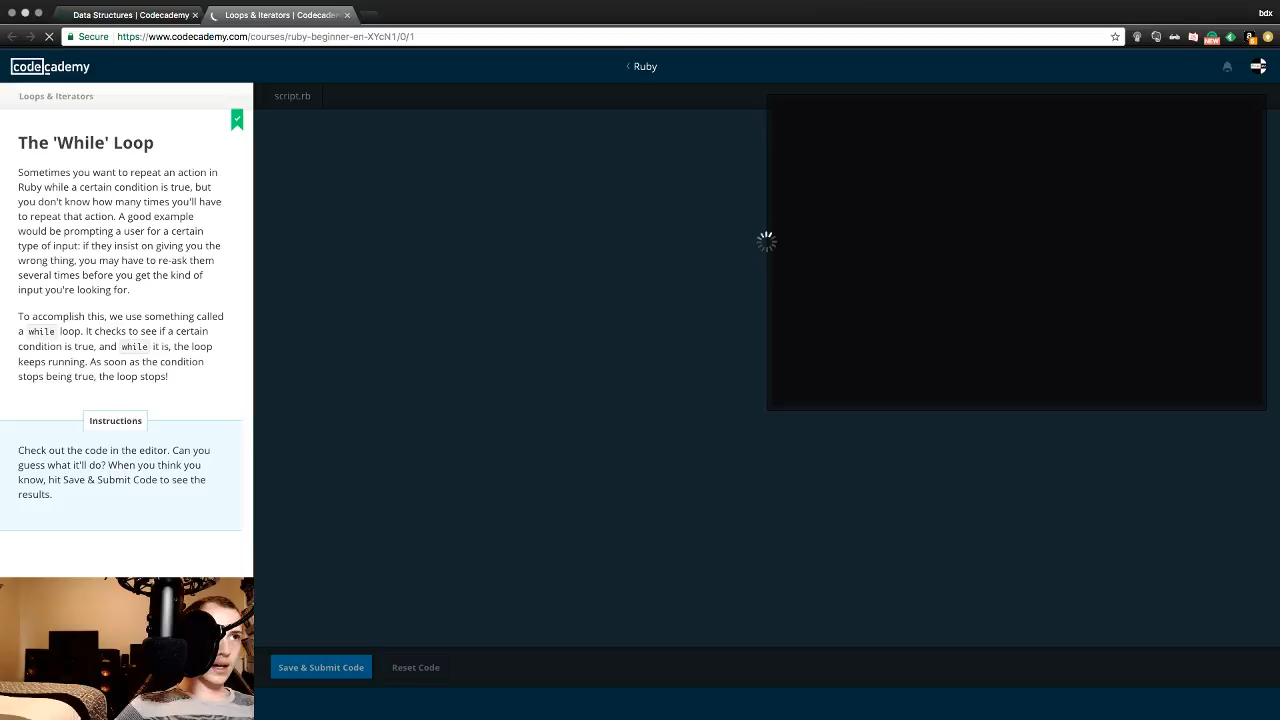 Data Structures | Codecademy
Loops & Iterators | Codecadem
bdx
Secure
https://www.codecademy.com/courses/ruby-beginner-en-XYcN1/0/1
NEW
codecademy
Ruby
Loops & Iterators
script.rb
The 'While' Loop
Sometimes you want to repeat an action in
Ruby while a certain condition is true, but
you don't know how many times you'll have
to repeat that action. A good example
would be prompting a user for a certain
type of input: if they insist on giving you the
wrong thing, you may have to re-ask them
several times before you get the kind of
input you're looking for.
To accomplish this, we use something called
a while loop. It checks to see if a certain
condition is true, and while it is, the loop
keeps running. As soon as the condition
stops being true, the loop stops!
Instructions
Check out the code in the editor. Can you
guess what it'll do? When you think you
know, hit Save & Submit Code to see the
results.
Save & Submit Code
Reset Code